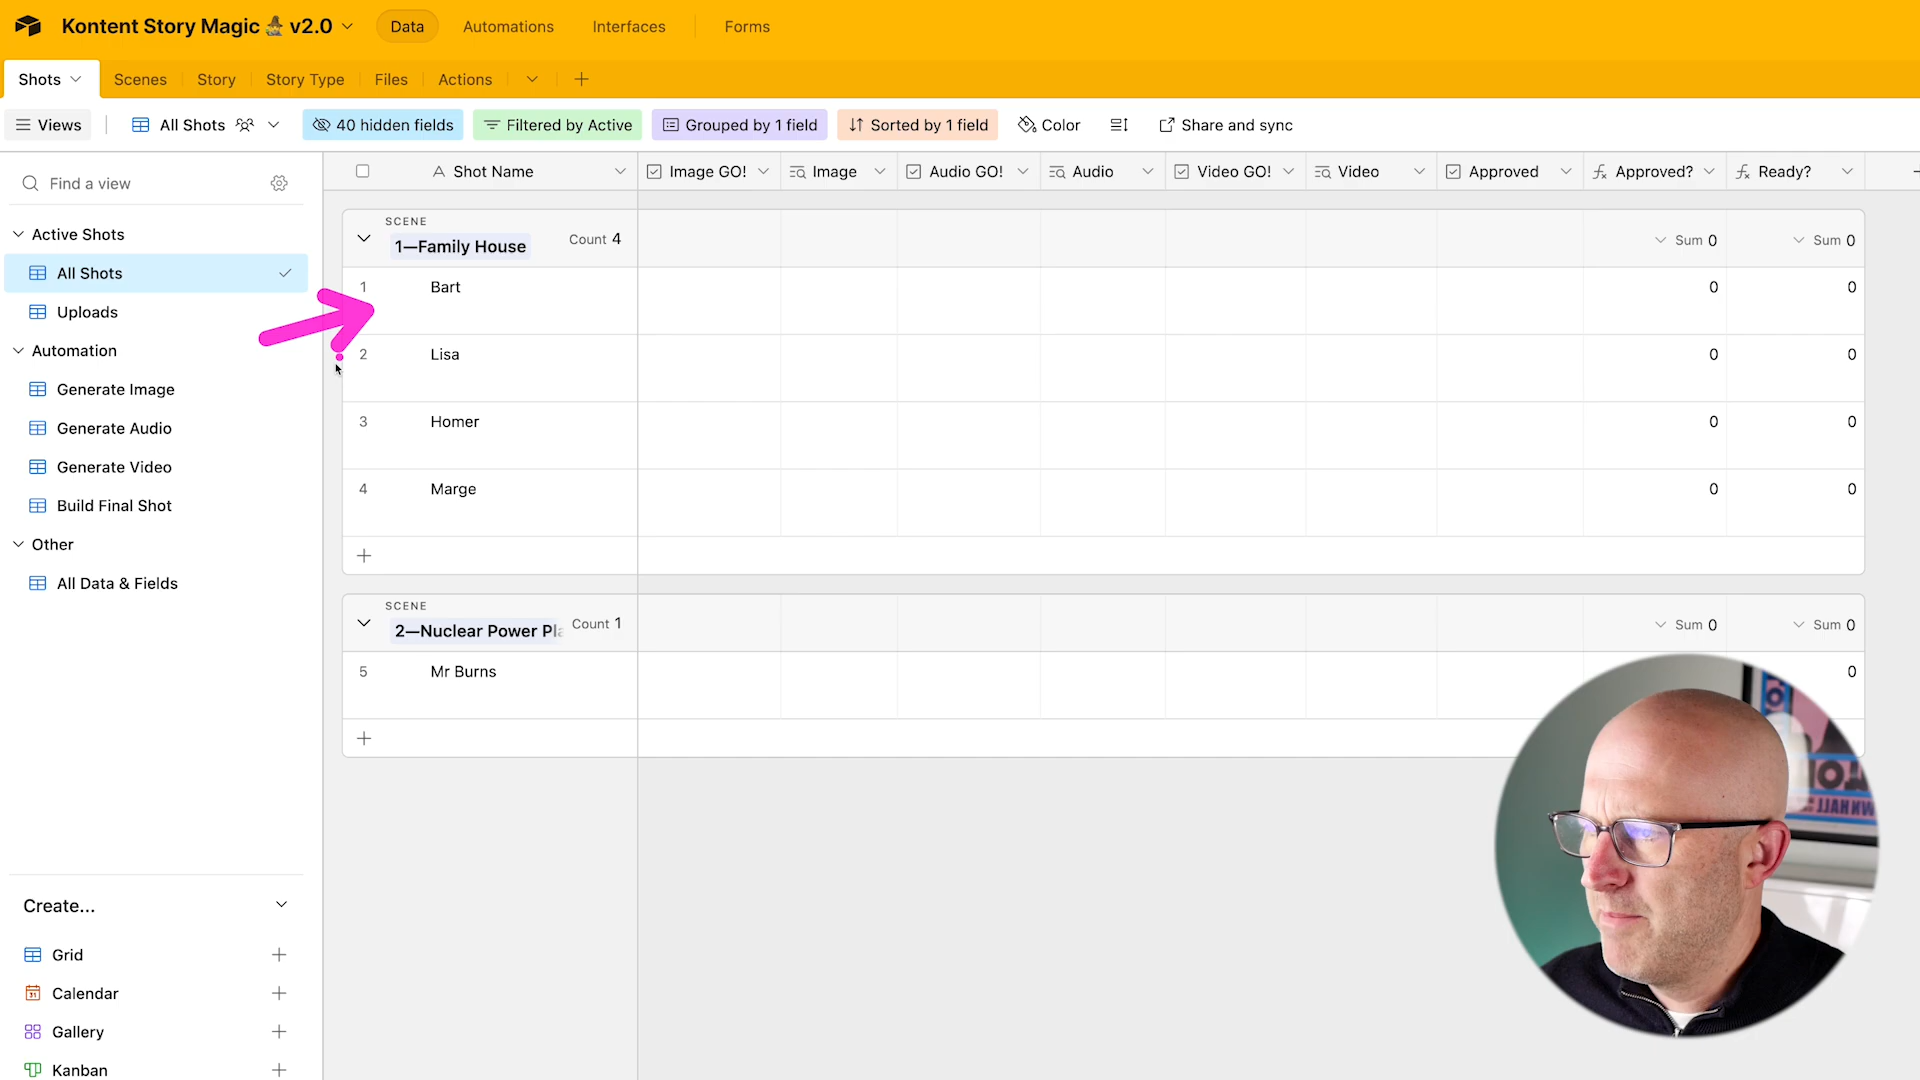 Kontent Story Magic v2.0 Data Automations Interfaces Forms
Shots Scenes Story Story Type Files Actions
Views All Shots 40 hidden fields Filtered by Active Grouped by 1 field Sorted by 1 field Color Share and sync
Find a view
Shot Name Image GO! Image Audio GO! Audio Video GO! Video Approved Approved? Ready?
Active Shots
All Shots
Uploads
Automation
Generate Image
Generate Audio
Generate Video
Build Final Shot
Other
All Data & Fields
SCENE
1—Family House Count 4 Sum 0 Sum 0
1 Bart 0 0
2 Lisa 0 0
3 Homer 0 0
4 Marge 0 0
SCENE
2—Nuclear Power Pla Count 1 Sum 0 Sum 0
5 Mr Burns 0
Create...
Grid
Calendar
Gallery
Kanban